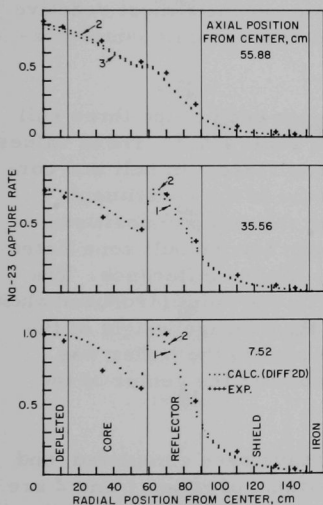 AXIAL POSITION
FROM CENTER, cm
55.88
2
3
0.5
0
Na-23 CAPTURE RATE
35.56
2
1
0.5
0
7.52
CALC. (DIFF 2D)
EXP.
2
1
1.0
0.5
0
DEPLETED
CORE
REFLECTOR
SHIELD
IRON
0 20 40 60 80 100 120 140
RADIAL POSITION FROM CENTER, cm